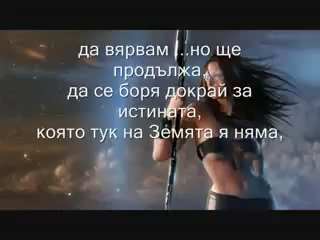 да вярвам ...но ще
продължа,
да се боря докрай за
истината,
която тук на Земята я няма,